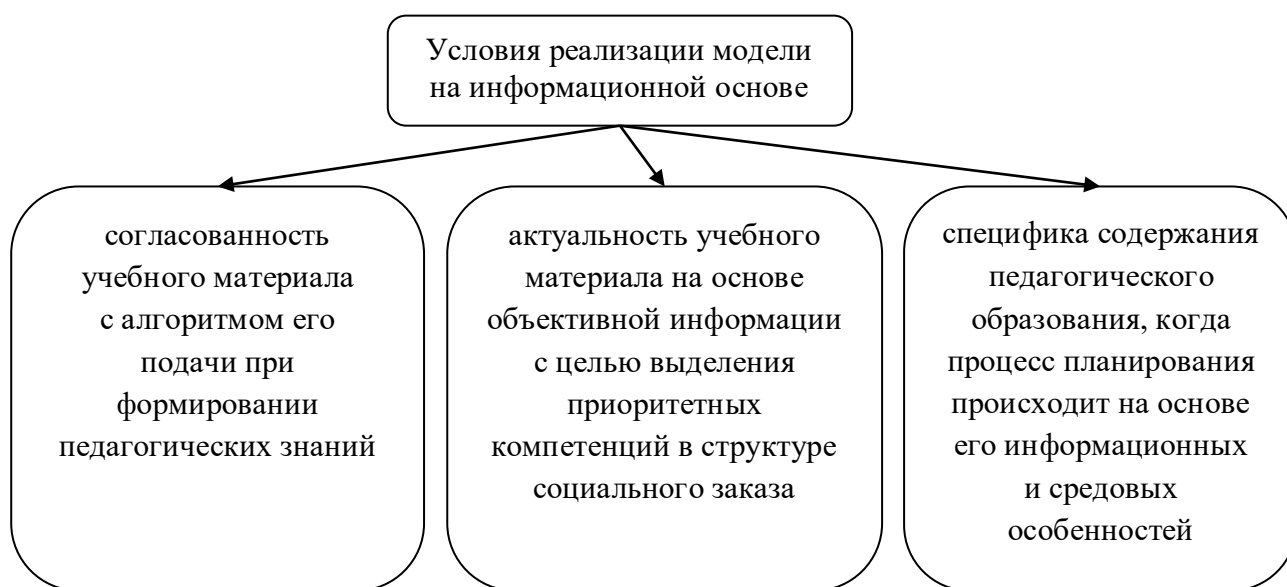 Условия реализации модели
на информационной основе
согласованность
учебного материала
с алгоритмом его
подачи при
формировании
педагогических знаний
актуальность учебного
материала на основе
объективной информации
с целью выделения
приоритетных
компетенций в структуре
социального заказа
специфика содержания
педагогического
образования, когда
процесс планирования
происходит на основе
его информационных
и средовых
особенностей